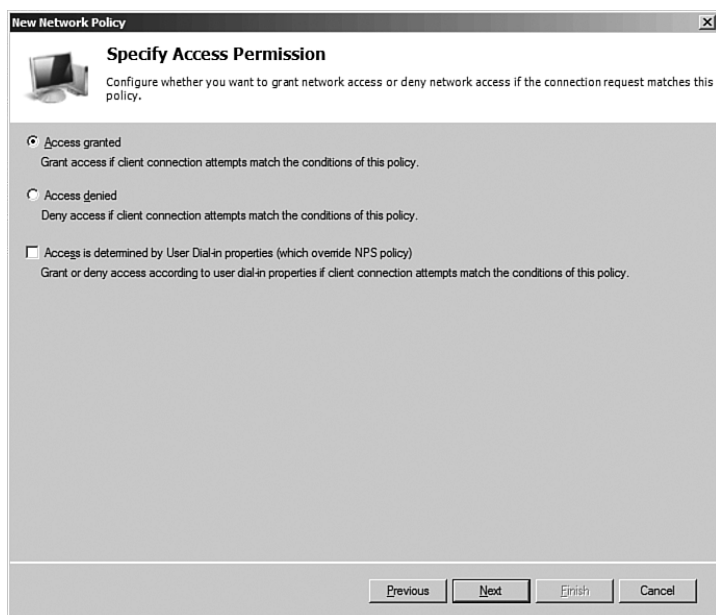 New Network Policy
Specify Access Permission
Configure whether you want to grant network access or deny network access if the connection request matches this
policy.
Access granted
Grant access if client connection attempts match the conditions of this policy.
Access denied
Deny access if client connection attempts match the conditions of this policy.
Access is determined by User Dial-in properties (which override NPS policy)
Grant or deny access according to user dial-in properties if client connection attempts match the conditions of this policy.
Previous Next Finish Cancel